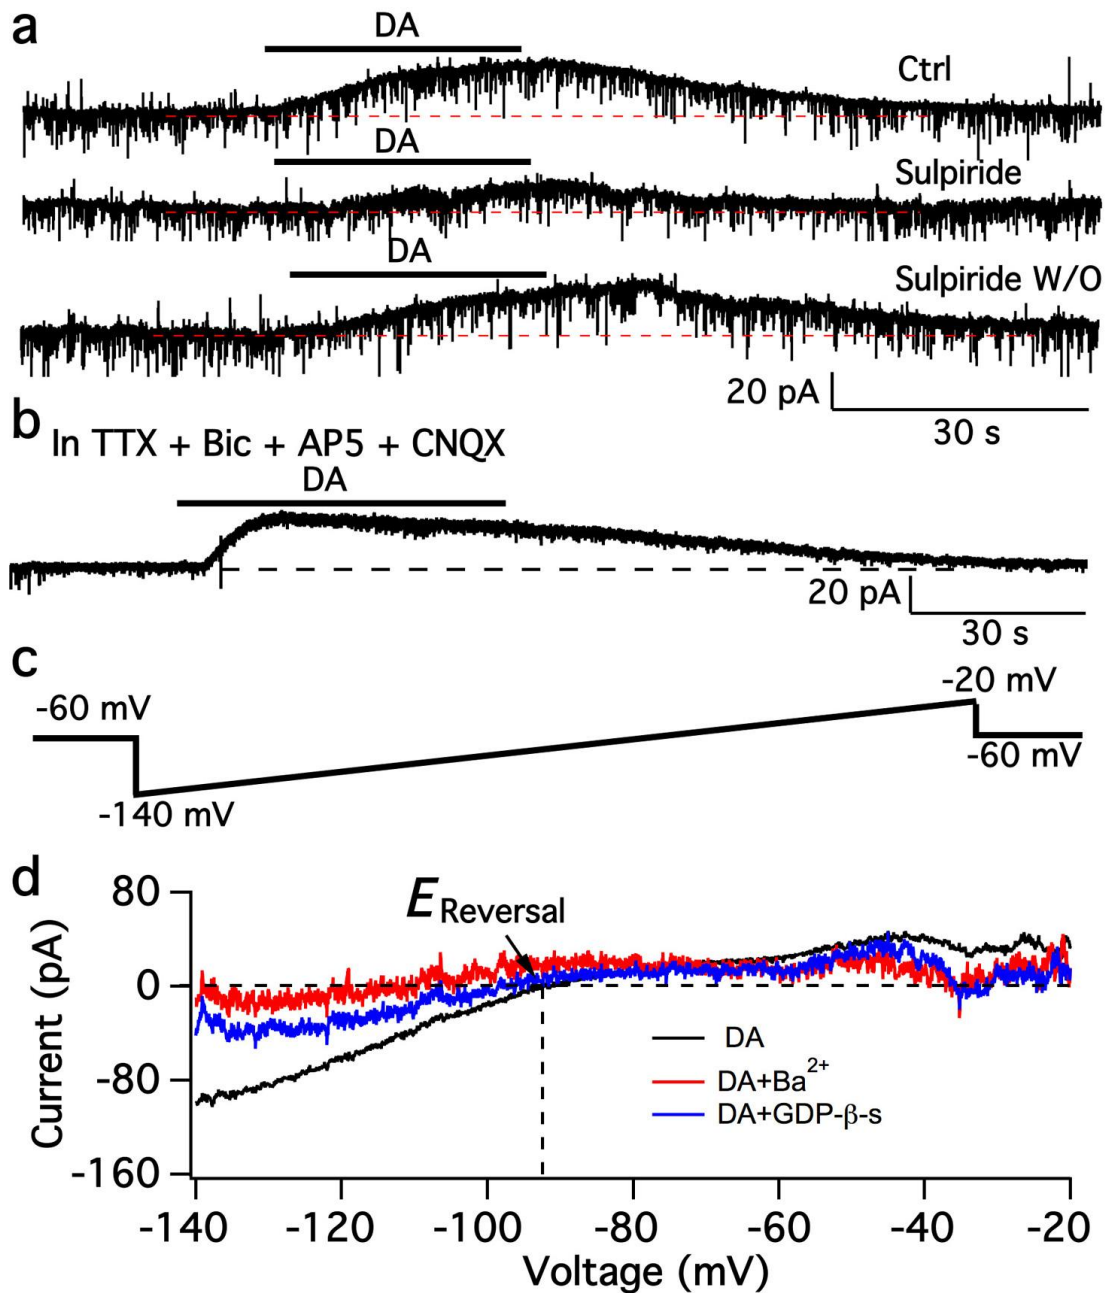 a
DA
Ctrl
DA
Sulpiride
DA
Sulpiride W/O
20 pA
30 s
b
In TTX + Bic + AP5 + CNQX
DA
20 pA
30 s
c
-60 mV
-20 mV
-60 mV
-140 mV
d
E Reversal
80
0
-80
-160
Current (pA)
DA
DA+Ba²⁺
DA+GDP-β-s
-140 -120 -100 -80 -60 -40 -20
Voltage (mV)